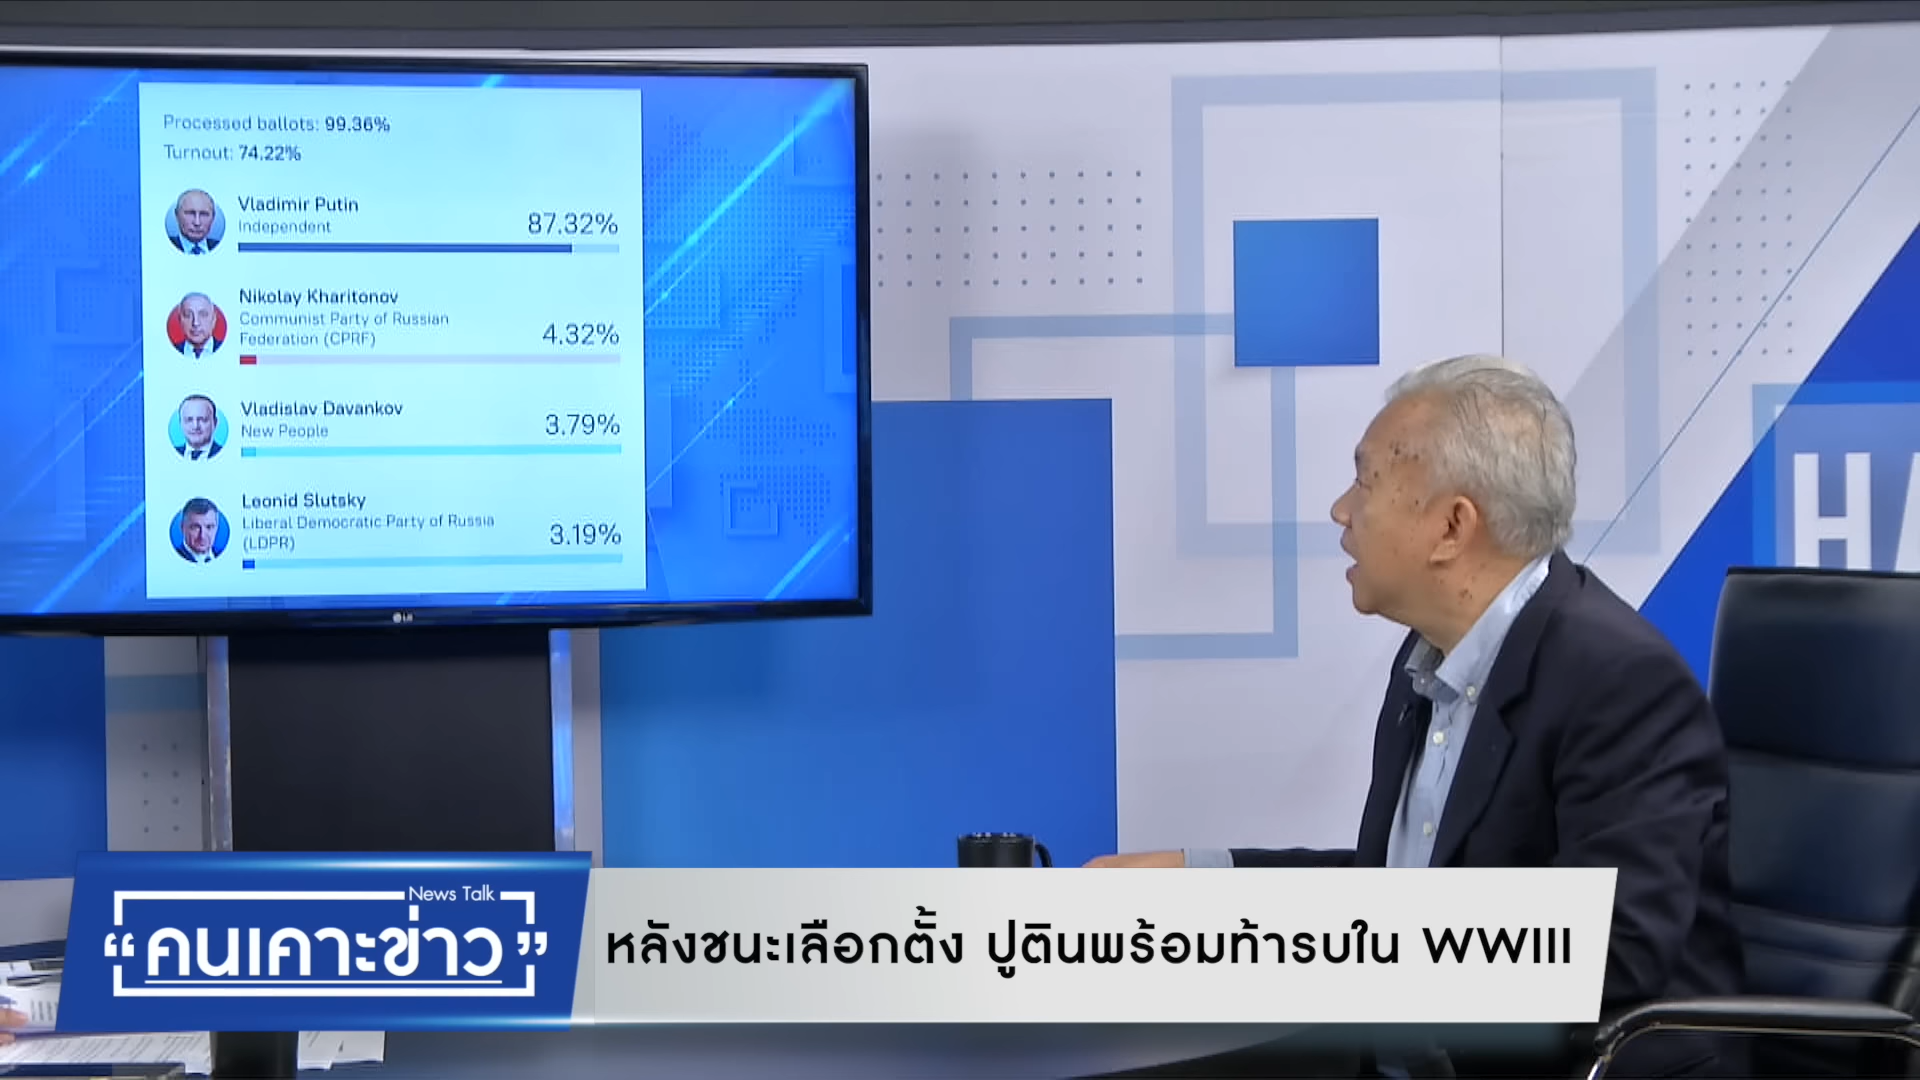 Processed ballots: 99.36%
Turnout: 74.22%
Vladimir Putin
Independent
87.32%
Nikolay Kharitonov
Communist Party of Russian
Federation (CPRF)
4.32%
Vladislav Davankov
New People
3.79%
Leonid Slutsky
Liberal Democratic Party of Russia
(LDPR)
3.19%
LG
HA
News Talk
“คนเคาะข่าว”
หลังชนะเลือกตั้ง ปูตินพร้อมท้ารบใน WWIII